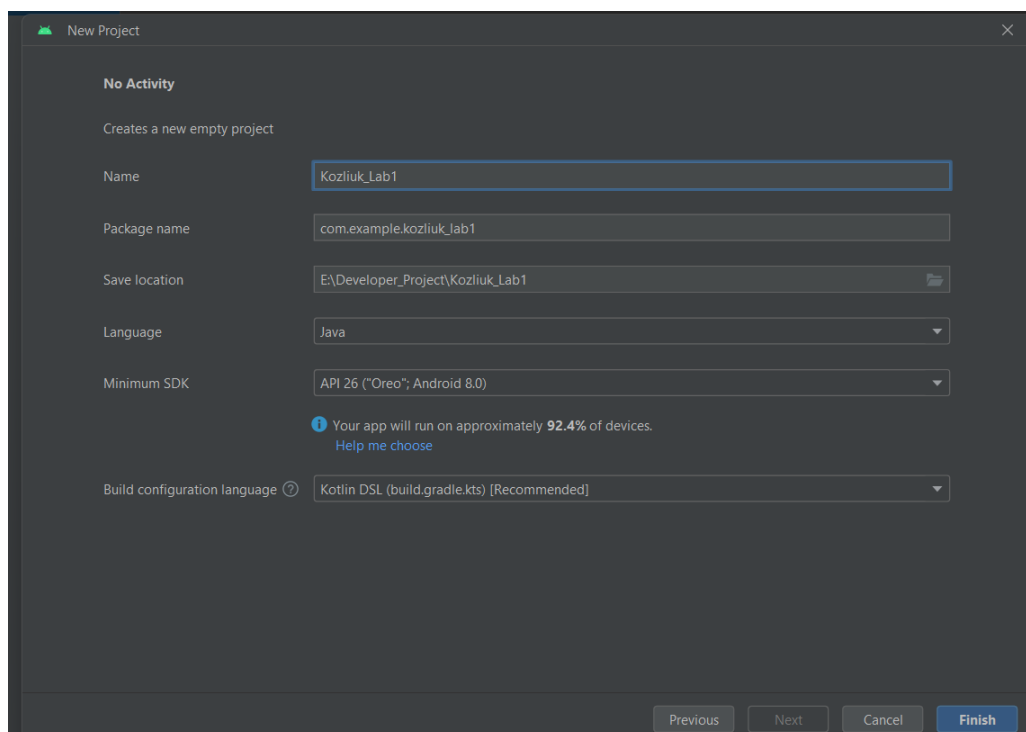 New Project
No Activity
Creates a new empty project
Name Kozliuk_Lab1
Package name com.example.kozliuk_lab1
Save location E:\Developer_Project\Kozliuk_Lab1
Language Java
Minimum SDK API 26 ("Oreo"; Android 8.0)
Your app will run on approximately 92.4% of devices.
Help me choose
Build configuration language Kotlin DSL (build.gradle.kts) [Recommended]
Previous Next Cancel Finish